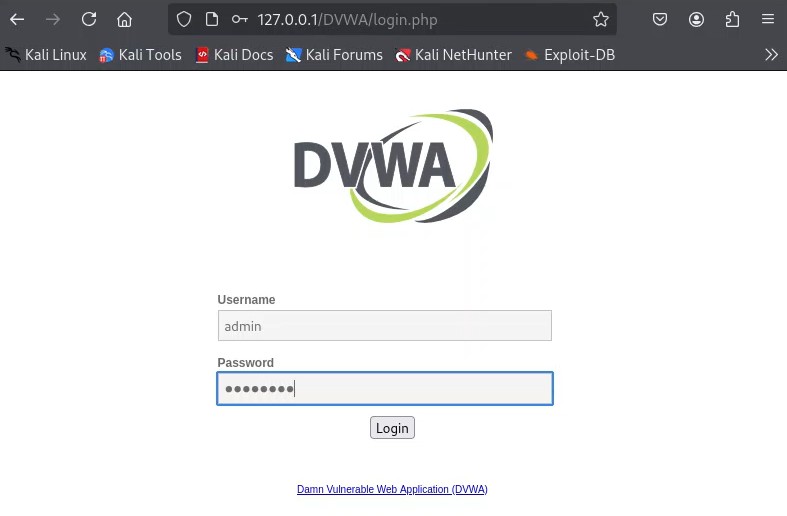 127.0.0.1/DVWA/login.php
Kali Linux Kali Tools Kali Docs Kali Forums Kali NetHunter Exploit-DB
DVWA
Username
admin
Password
••••••••
Login
Damn Vulnerable Web Application (DVWA)